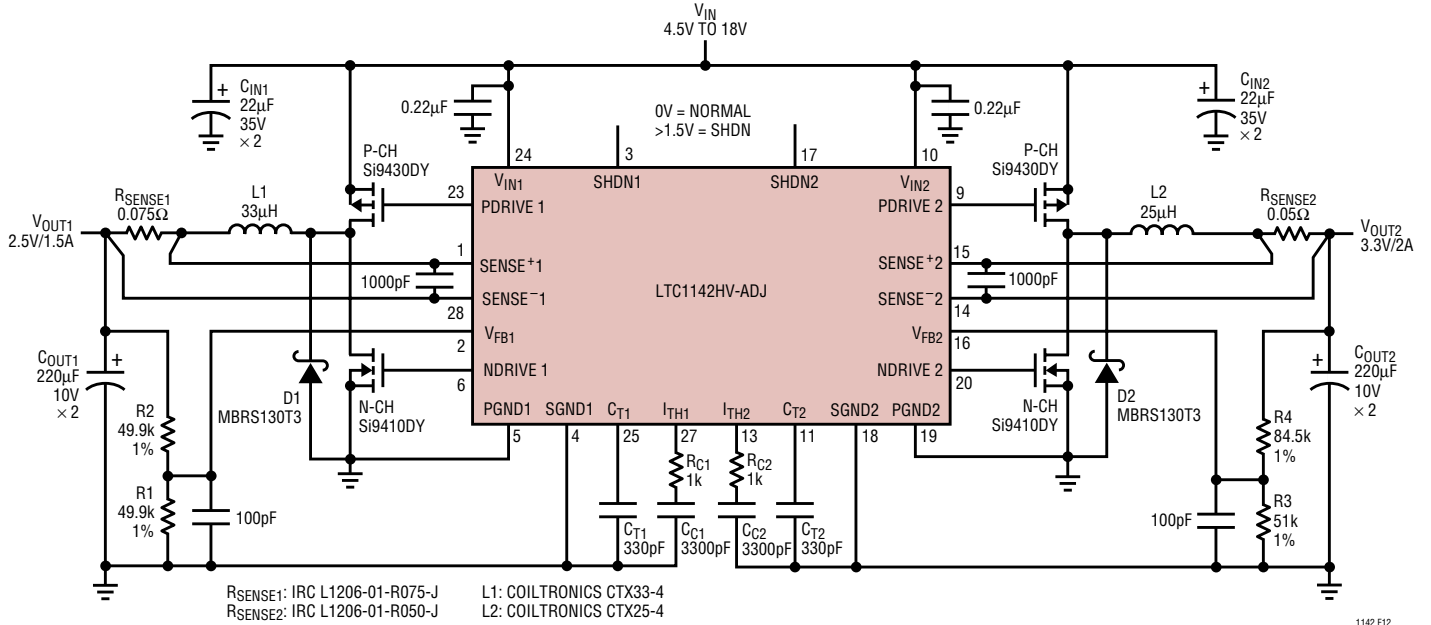 VIN
4.5V TO 18V
CIN1
22µF
35V
× 2
0.22µF
0V = NORMAL
>1.5V = SHDN
0.22µF
CIN2
22µF
35V
× 2
P-CH
Si9430DY
24
3
17
10
P-CH
Si9430DY
VIN1
SHDN1
SHDN2
VIN2
23
PDRIVE 1
PDRIVE 2
9
VOUT1
2.5V/1.5A
RSENSE1
0.075Ω
L1
33µH
L2
25µH
RSENSE2
0.05Ω
VOUT2
3.3V/2A
1
SENSE+1
SENSE+2
15
1000pF
LTC1142HV-ADJ
1000pF
SENSE–1
SENSE–2
28
14
VFB1
VFB2
2
16
NDRIVE 1
NDRIVE 2
6
20
COUT1
220µF
10V
× 2
D1
MBRS130T3
N-CH
Si9410DY
PGND1
SGND1
CT1
ITH1
ITH2
CT2
SGND2
PGND2
N-CH
Si9410DY
D2
MBRS130T3
COUT2
220µF
10V
× 2
5
4
25
27
13
11
18
19
R2
49.9k
1%
RC1
1k
RC2
1k
R4
84.5k
1%
R1
49.9k
1%
100pF
CT1
330pF
CC1
3300pF
CC2
3300pF
CT2
330pF
100pF
R3
51k
1%
RSENSE1: IRC L1206-01-R075-J L1: COILTRONICS CTX33-4
RSENSE2: IRC L1206-01-R050-J L2: COILTRONICS CTX25-4
1142 F12